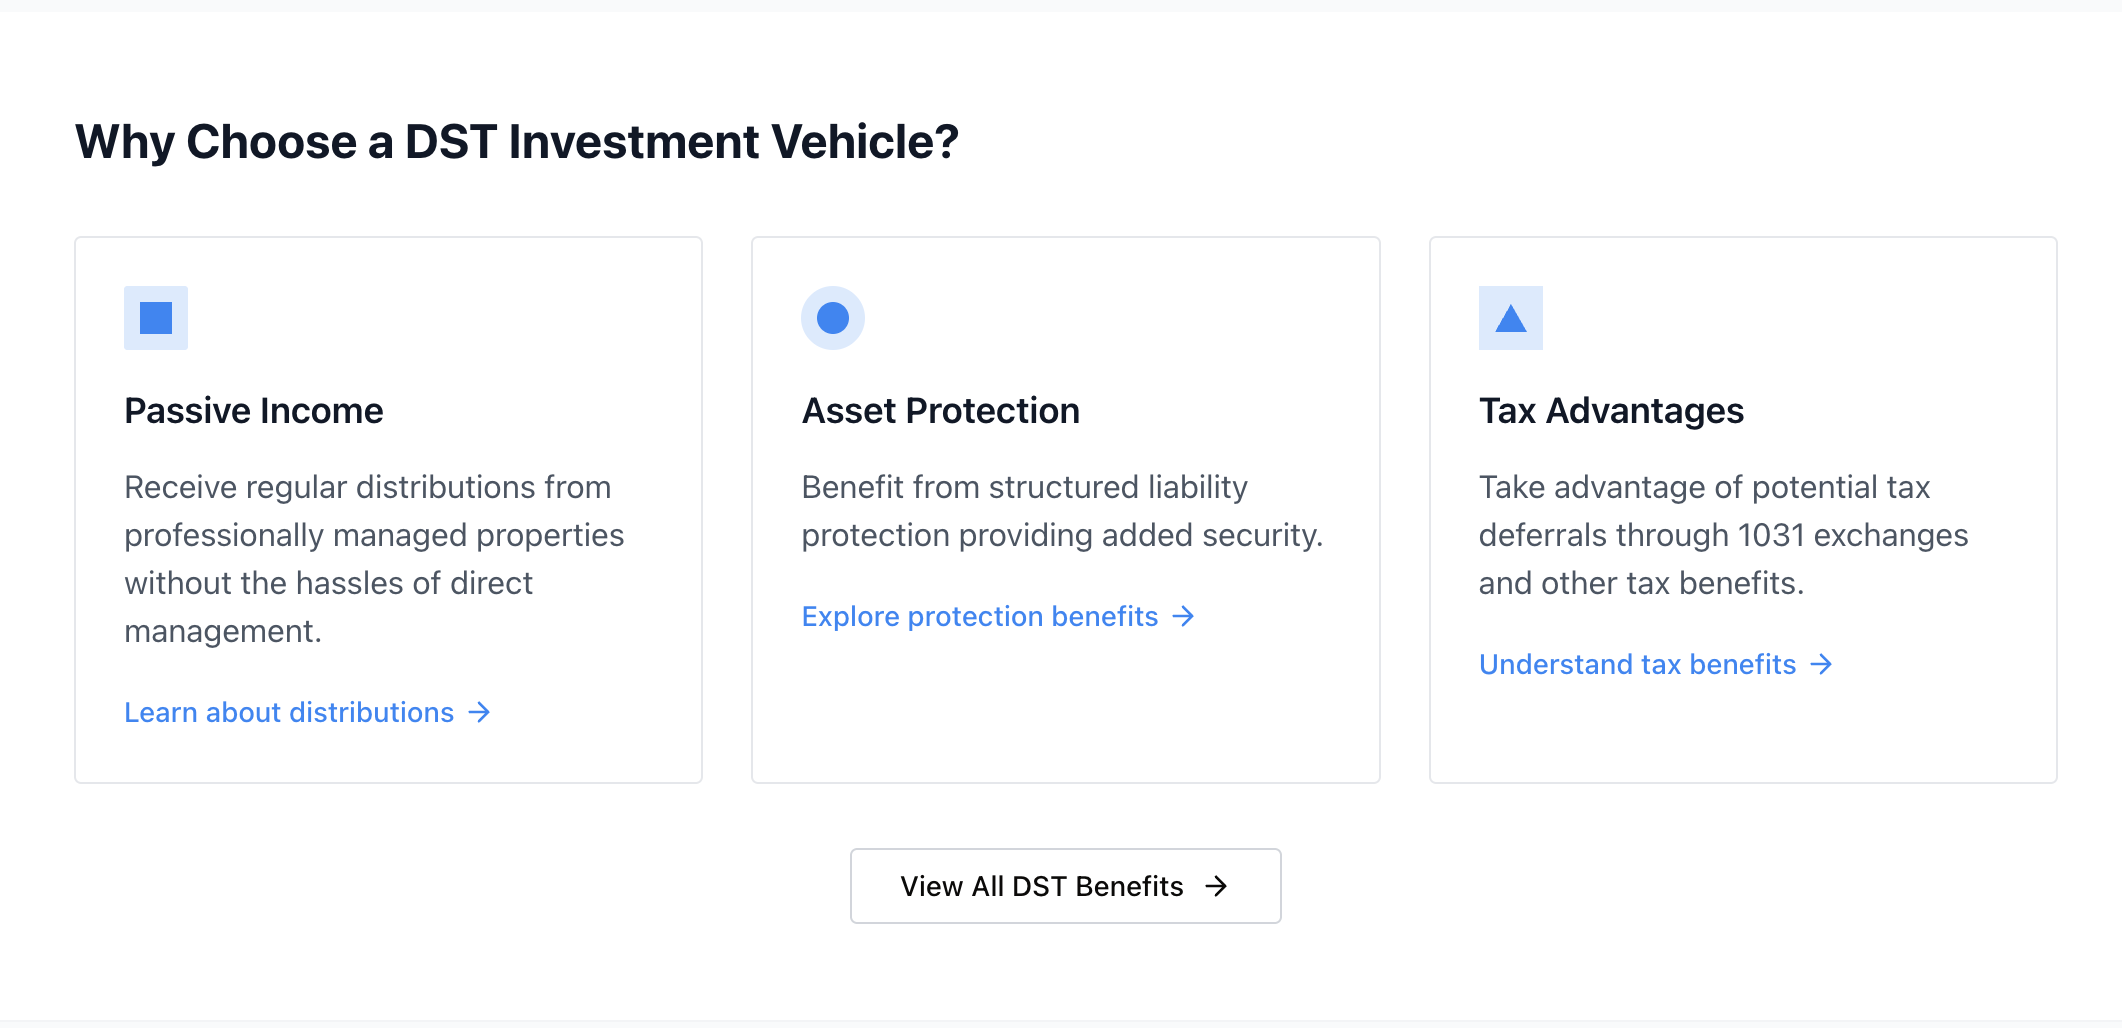 Why Choose a DST Investment Vehicle?
Passive Income
Receive regular distributions from
professionally managed properties
without the hassles of direct
management.
Learn about distributions →
Asset Protection
Benefit from structured liability
protection providing added security.
Explore protection benefits →
Tax Advantages
Take advantage of potential tax
deferrals through 1031 exchanges
and other tax benefits.
Understand tax benefits →
View All DST Benefits →